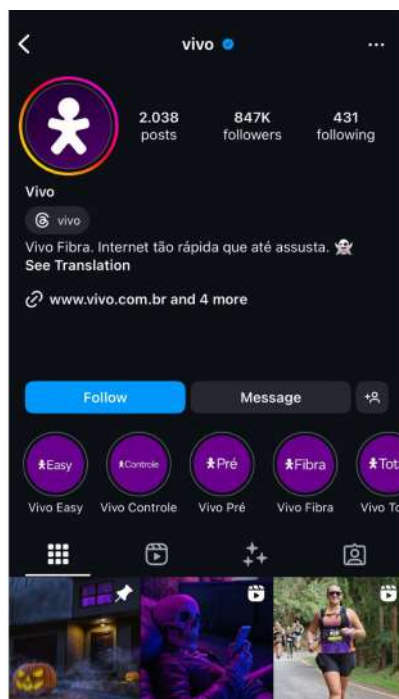 vivo
2.038 847K 431
posts followers following
Vivo
vivo
Vivo Fibra. Internet tão rápida que até assusta. 👻
See Translation
www.vivo.com.br and 4 more
Follow Message
Easy Controle Pré Fibra Tot
Vivo Easy Vivo Controle Vivo Pré Vivo Fibra Vivo To